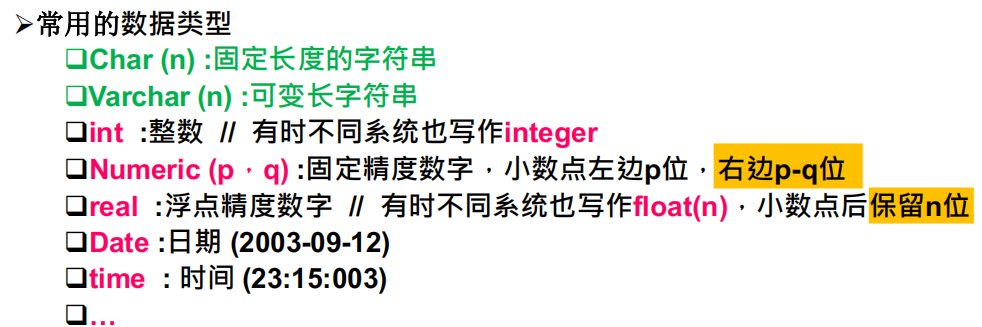 ➢常用的数据类型
❑Char (n) :固定长度的字符串
❑Varchar (n) :可变长字符串
❑int :整数 // 有时不同系统也写作integer
❑Numeric (p，q) :固定精度数字，小数点左边p位，右边p-q位
❑real :浮点精度数字 // 有时不同系统也写作float(n)，小数点后保留n位
❑Date :日期 (2003-09-12)
❑time : 时间 (23:15:003)
❑…